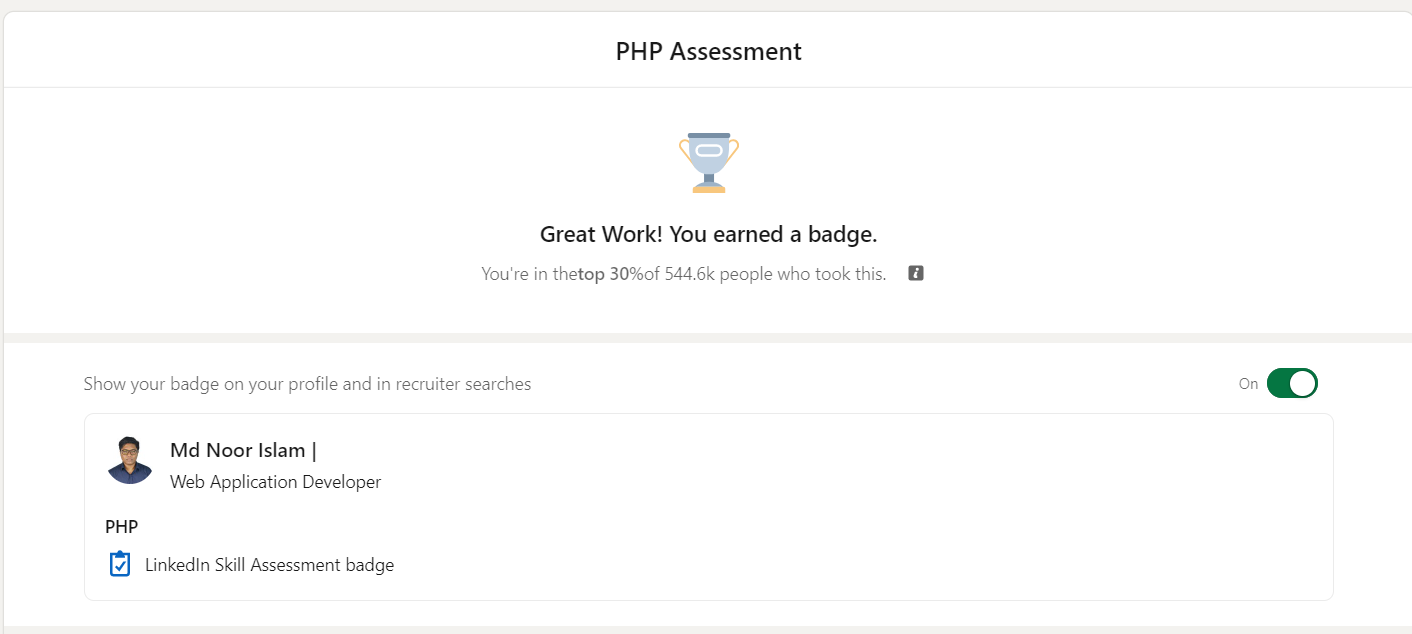 PHP Assessment
Great Work! You earned a badge.
You're in thetop 30%of 544.6k people who took this.
Show your badge on your profile and in recruiter searches
On
Md Noor Islam |
Web Application Developer
PHP
LinkedIn Skill Assessment badge